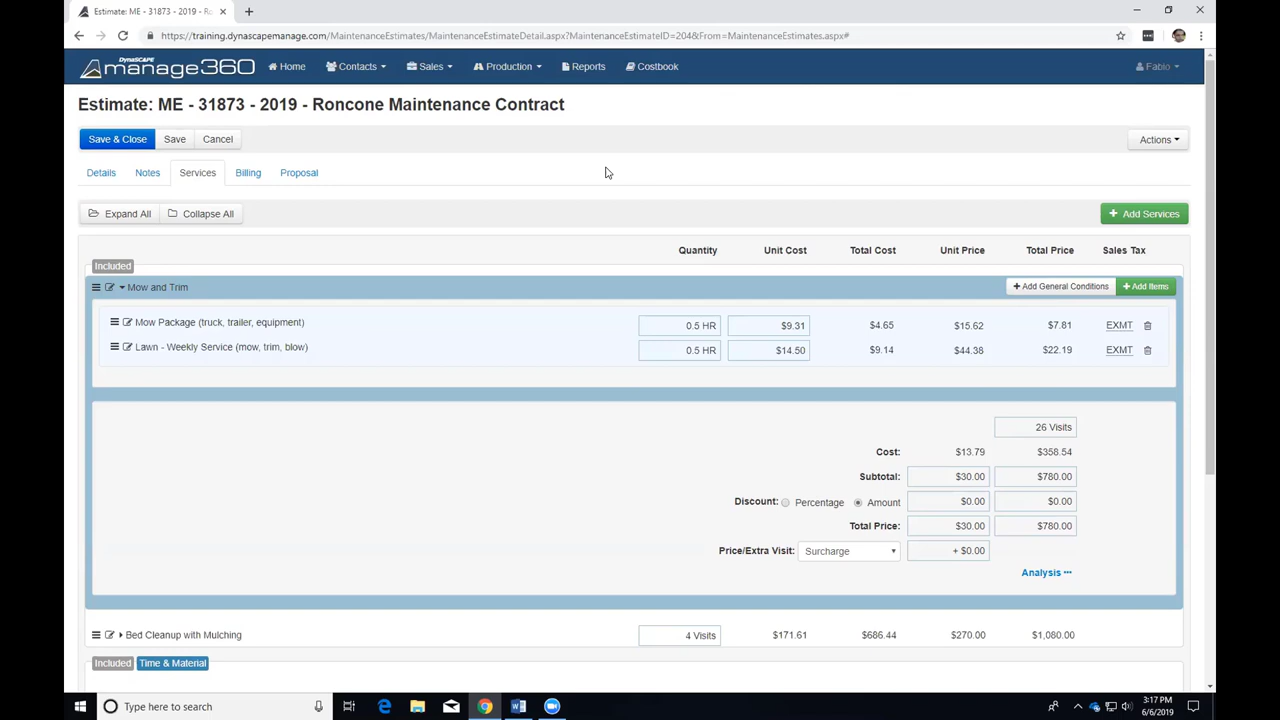 Estimate: ME - 31873 - 2019 - Ro
https://training.dynascapemanage.com/MaintenanceEstimates/MaintenanceEstimateDetail.aspx?MaintenanceEstimateID=204&From=MaintenanceEstimates.aspx#
DynaSCAPE
manage360 Home Contacts Sales Production Reports Costbook Fabio
Estimate: ME - 31873 - 2019 - Roncone Maintenance Contract
Save & Close Save Cancel Actions
Details Notes Services Billing Proposal
Expand All Collapse All + Add Services
Quantity Unit Cost Total Cost Unit Price Total Price Sales Tax
Included
Mow and Trim + Add General Conditions + Add Items
Mow Package (truck, trailer, equipment) 0.5 HR $9.31 $4.65 $15.62 $7.81 EXMT
Lawn - Weekly Service (mow, trim, blow) 0.5 HR $14.50 $9.14 $44.38 $22.19 EXMT
26 Visits
Cost: $13.79 $358.54
Subtotal: $30.00 $780.00
Discount: Percentage Amount $0.00 $0.00
Total Price: $30.00 $780.00
Price/Extra Visit: Surcharge + $0.00
Analysis •••
Bed Cleanup with Mulching 4 Visits $171.61 $686.44 $270.00 $1,080.00
Included Time & Material
Type here to search
3:17 PM
6/6/2019